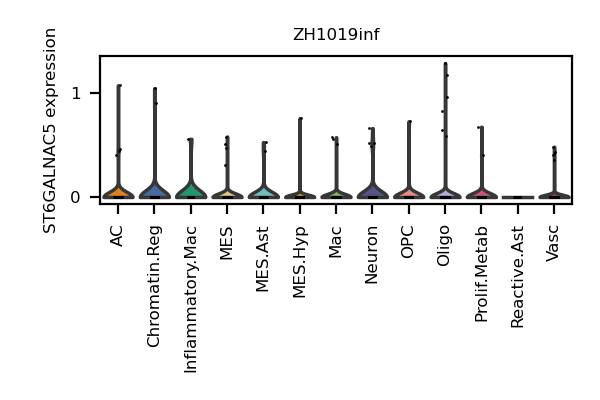 ZH1019inf
ST6GALNAC5 expression
1
0
AC
Chromatin.Reg
Inflammatory.Mac
MES
MES.Ast
MES.Hyp
Mac
Neuron
OPC
Oligo
Prolif.Metab
Reactive.Ast
Vasc